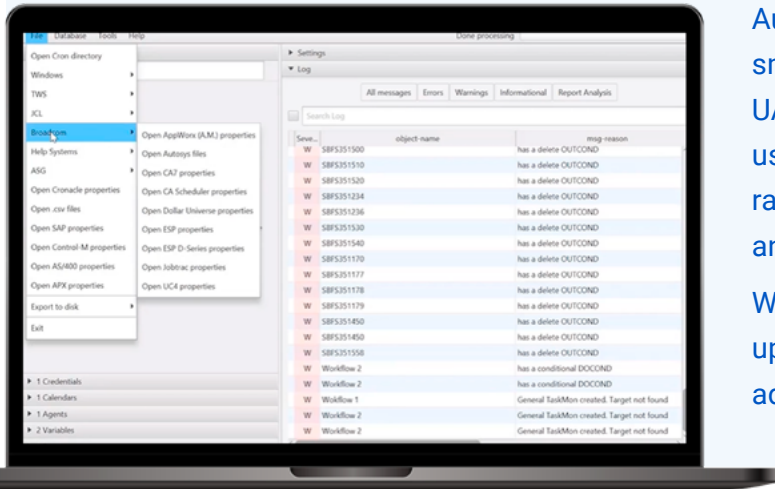 File Database Tools Help
Done processing
Open Cron directory
Windows
TWS
JCL
Broadcom
Help Systems
ASG
Open Cronacle properties
Open .csv files
Open SAP properties
Open Control-M properties
Open AS/400 properties
Open APX properties
Export to disk
Exit
Open AppWorx (A.M.) properties
Open Autosys files
Open CA7 properties
Open CA Scheduler properties
Open Dollar Universe properties
Open ESP properties
Open ESP D-Series properties
Open Jobtrac properties
Open UC4 properties
1 Credentials
1 Calendars
1 Agents
2 Variables
Settings
Log
All messages Errors Warnings Informational Report Analysis
Search Log
Seve... object-name msg-reason
W SBFS351500 has a delete OUTCOND
W SBFS351510 has a delete OUTCOND
W SBFS351520 has a delete OUTCOND
W SBFS351234 has a delete OUTCOND
W SBFS351236 has a delete OUTCOND
W SBFS351530 has a delete OUTCOND
W SBFS351540 has a delete OUTCOND
W SBFS351170 has a delete OUTCOND
W SBFS351177 has a delete OUTCOND
W SBFS351178 has a delete OUTCOND
W SBFS351179 has a delete OUTCOND
W SBFS351450 has a delete OUTCOND
W SBFS351450 has a delete OUTCOND
W SBFS351558 has a delete OUTCOND
W Workflow 2 has a conditional DOCOND
W Workflow 2 has a conditional DOCOND
W Wokflow 1 General TaskMon created. Target not found
W Workflow 2 General TaskMon created. Target not found
W Workflow 2 General TaskMon created. Target not found